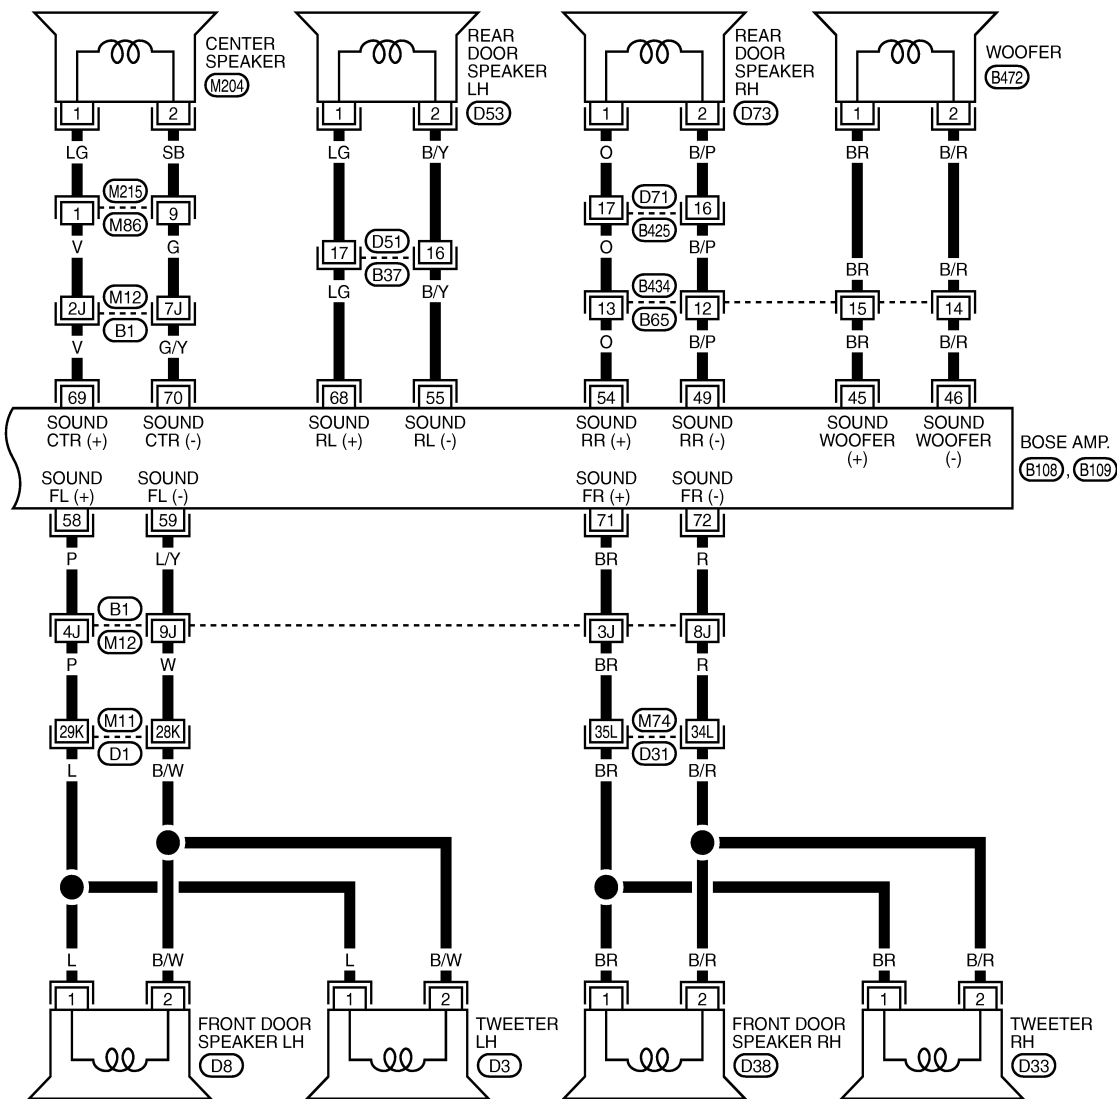 CENTER
SPEAKER
M204
REAR
DOOR
SPEAKER
LH
D53
REAR
DOOR
SPEAKER
RH
D73
WOOFER
B472
1 2 1 2 1 2 1 2
LG SB LG B/Y O B/P BR B/R
M215
1 9
M86
D71
17 16
B425
D51
17 16
B37
V G O B/P
LG B/Y
BR B/R
M12
2J 7J
B1
B434
13 12 15 14
B65
V G/Y O B/P BR B/R
69 70 68 55 54 49 45 46
SOUND
CTR (+)
SOUND
CTR (-)
SOUND
RL (+)
SOUND
RL (-)
SOUND
RR (+)
SOUND
RR (-)
SOUND
WOOFER
(+)
SOUND
WOOFER
(-)
BOSE AMP.
B108 , B109
SOUND
FL (+)
SOUND
FL (-)
SOUND
FR (+)
SOUND
FR (-)
58 59 71 72
P L/Y BR R
B1
4J 9J 3J 8J
M12
P W BR R
M11
29K 28K
D1
M74
35L 34L
D31
L B/W BR B/R
L B/W L B/W BR B/R BR B/R
1 2 1 2 1 2 1 2
FRONT DOOR
SPEAKER LH
D8
TWEETER
LH
D3
FRONT DOOR
SPEAKER RH
D38
TWEETER
RH
D33